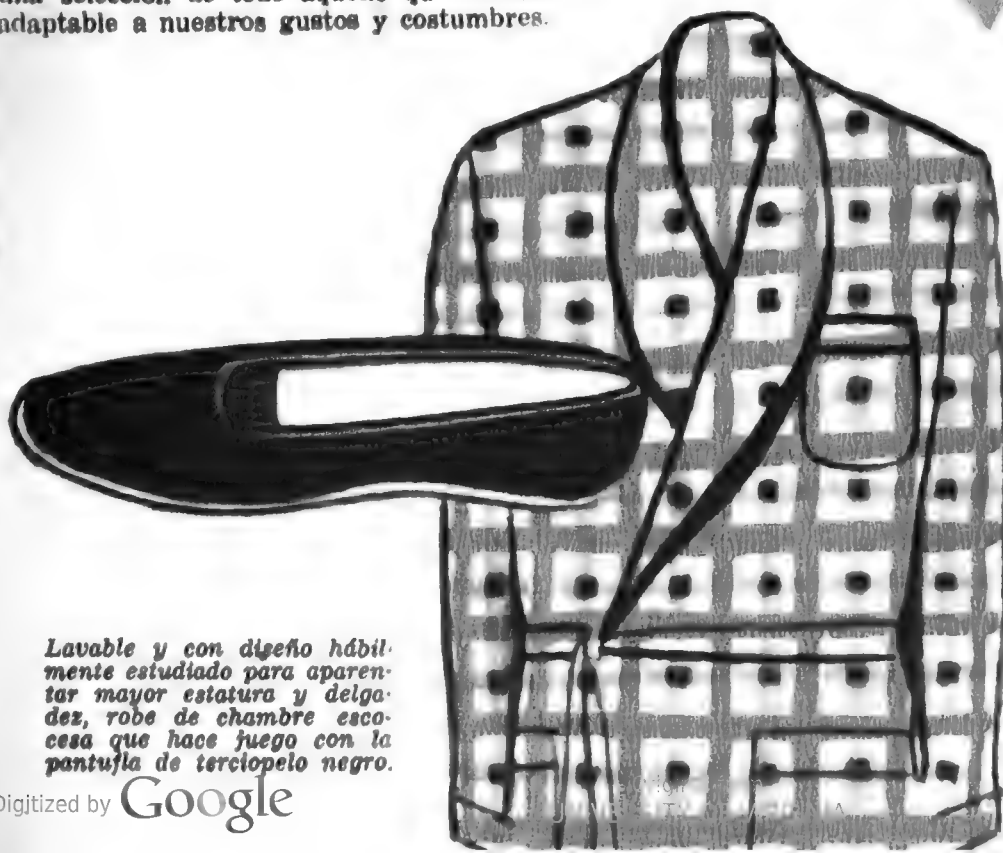 adaptable a nuestros gustos y costumbres.
Lavable y con diseño hábil-
mente estudiado para aparen-
tar mayor estatura y delga-
dez, robe de chambre esco-
cesa que hace juego con la
pantufla de terciopelo negro.
Digitized by Google